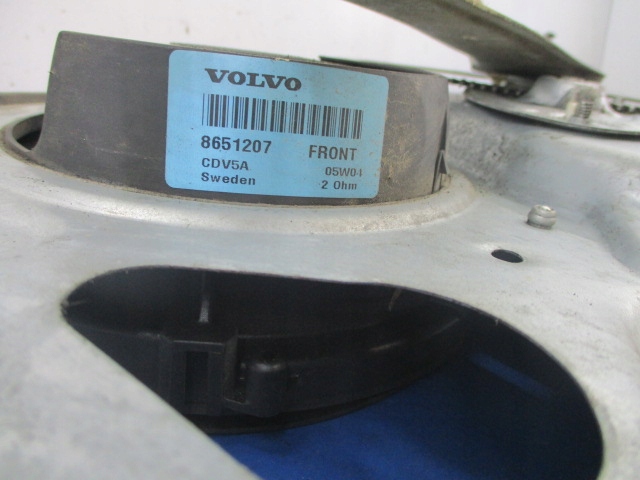 VOLVO
8651207 FRONT
CDV5A 05W04
Sweden 2 Ohm